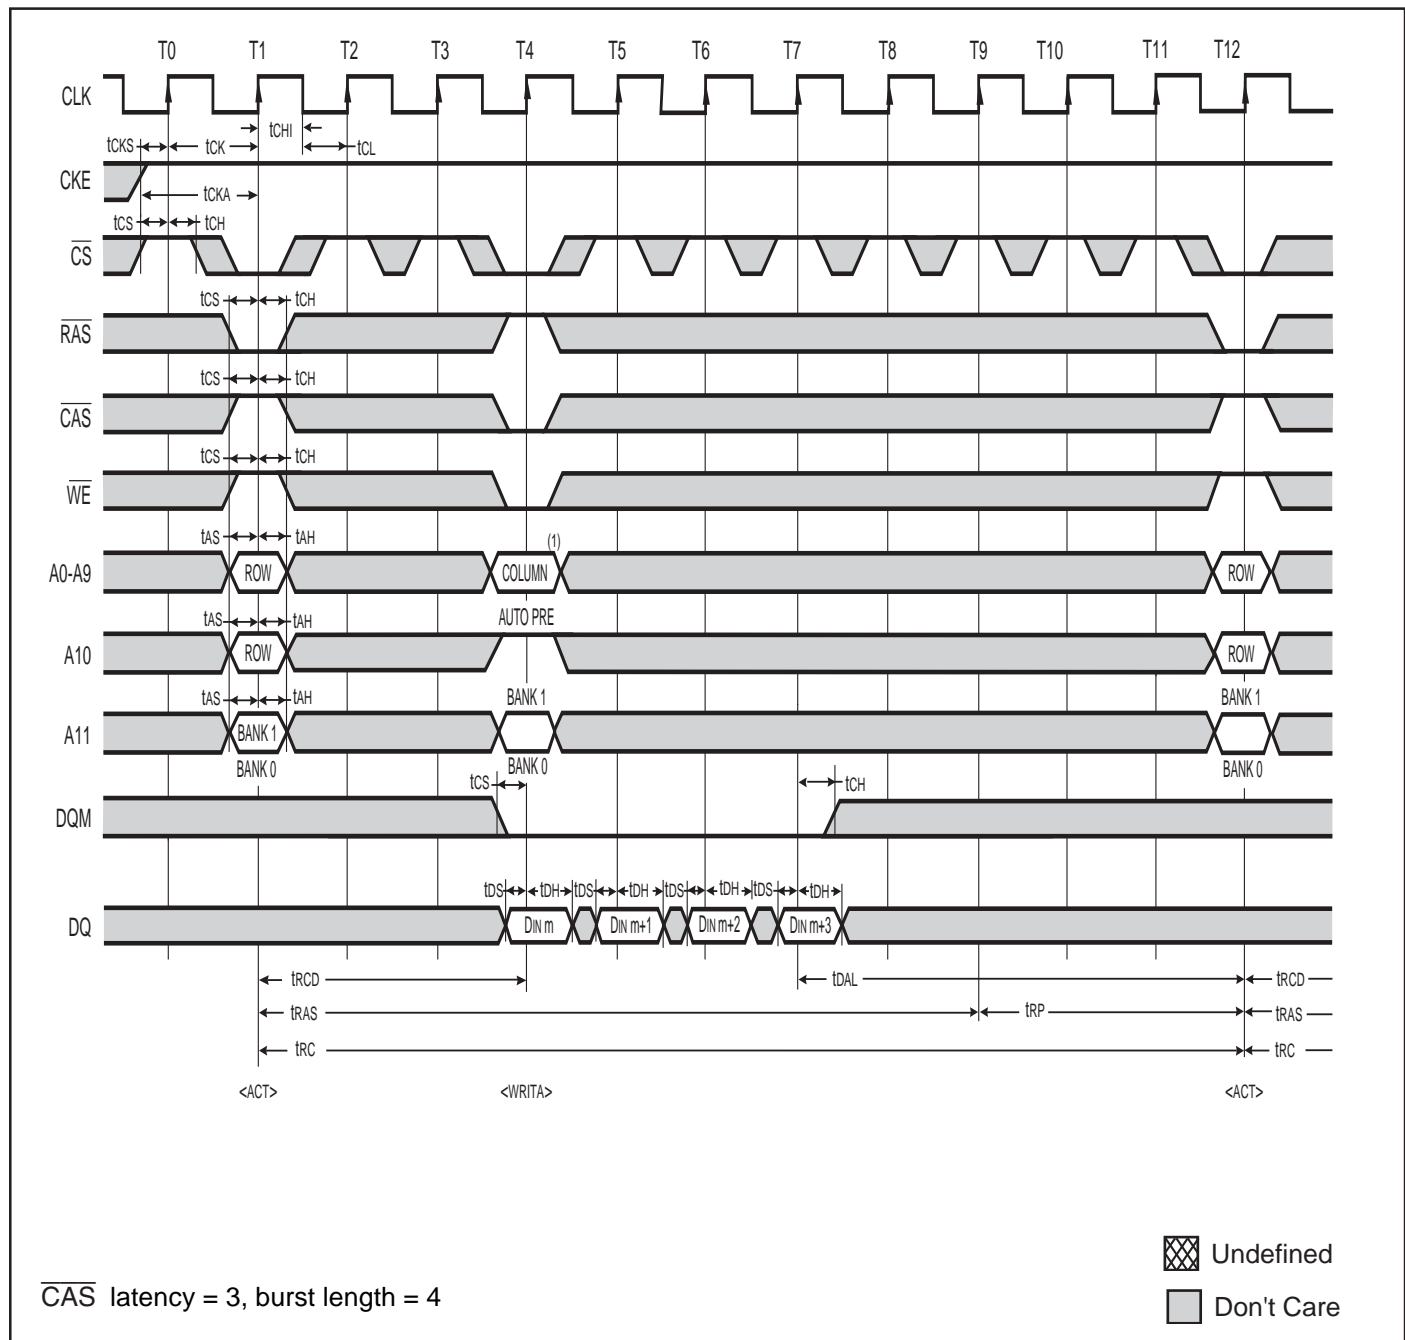 T0 T1 T2 T3 T4 T5 T6 T7 T8 T9 T10 T11 T12
CLK
tCHI
tCKS tCK tCL
CKE
tCKA
tCS tCH
CS
tCS tCH
RAS
tCS tCH
CAS
tCS tCH
WE
tAS tAH (1)
A0-A9 ROW COLUMN ROW
tAS tAH AUTO PRE
A10 ROW ROW
tAS tAH BANK 1 BANK 1
A11 BANK 1
BANK 0 BANK 0 BANK 0
tCS tCH
DQM
tDS tDH tDS tDH tDS tDH tDS tDH
DQ DIN m DIN m+1 DIN m+2 DIN m+3
tRCD tDAL tRCD
tRAS tRP tRAS
tRC tRC
<ACT> <WRITA> <ACT>
Undefined
CAS latency = 3, burst length = 4
Don't Care